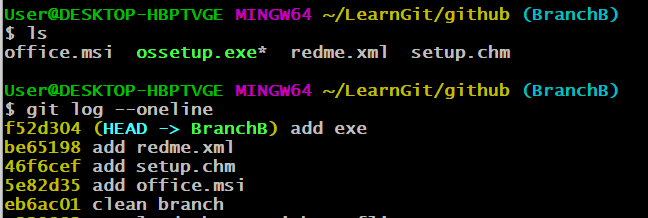 User@DESKTOP-HBPTVGE MINGW64 ~/LearnGit/github (BranchB)
$ ls
office.msi  ossetup.exe*  redme.xml  setup.chm
User@DESKTOP-HBPTVGE MINGW64 ~/LearnGit/github (BranchB)
$ git log --oneline
f52d304 (HEAD -> BranchB) add exe
be65198 add redme.xml
46f6cef add setup.chm
5e82d35 add office.msi
eb6ac01 clean branch